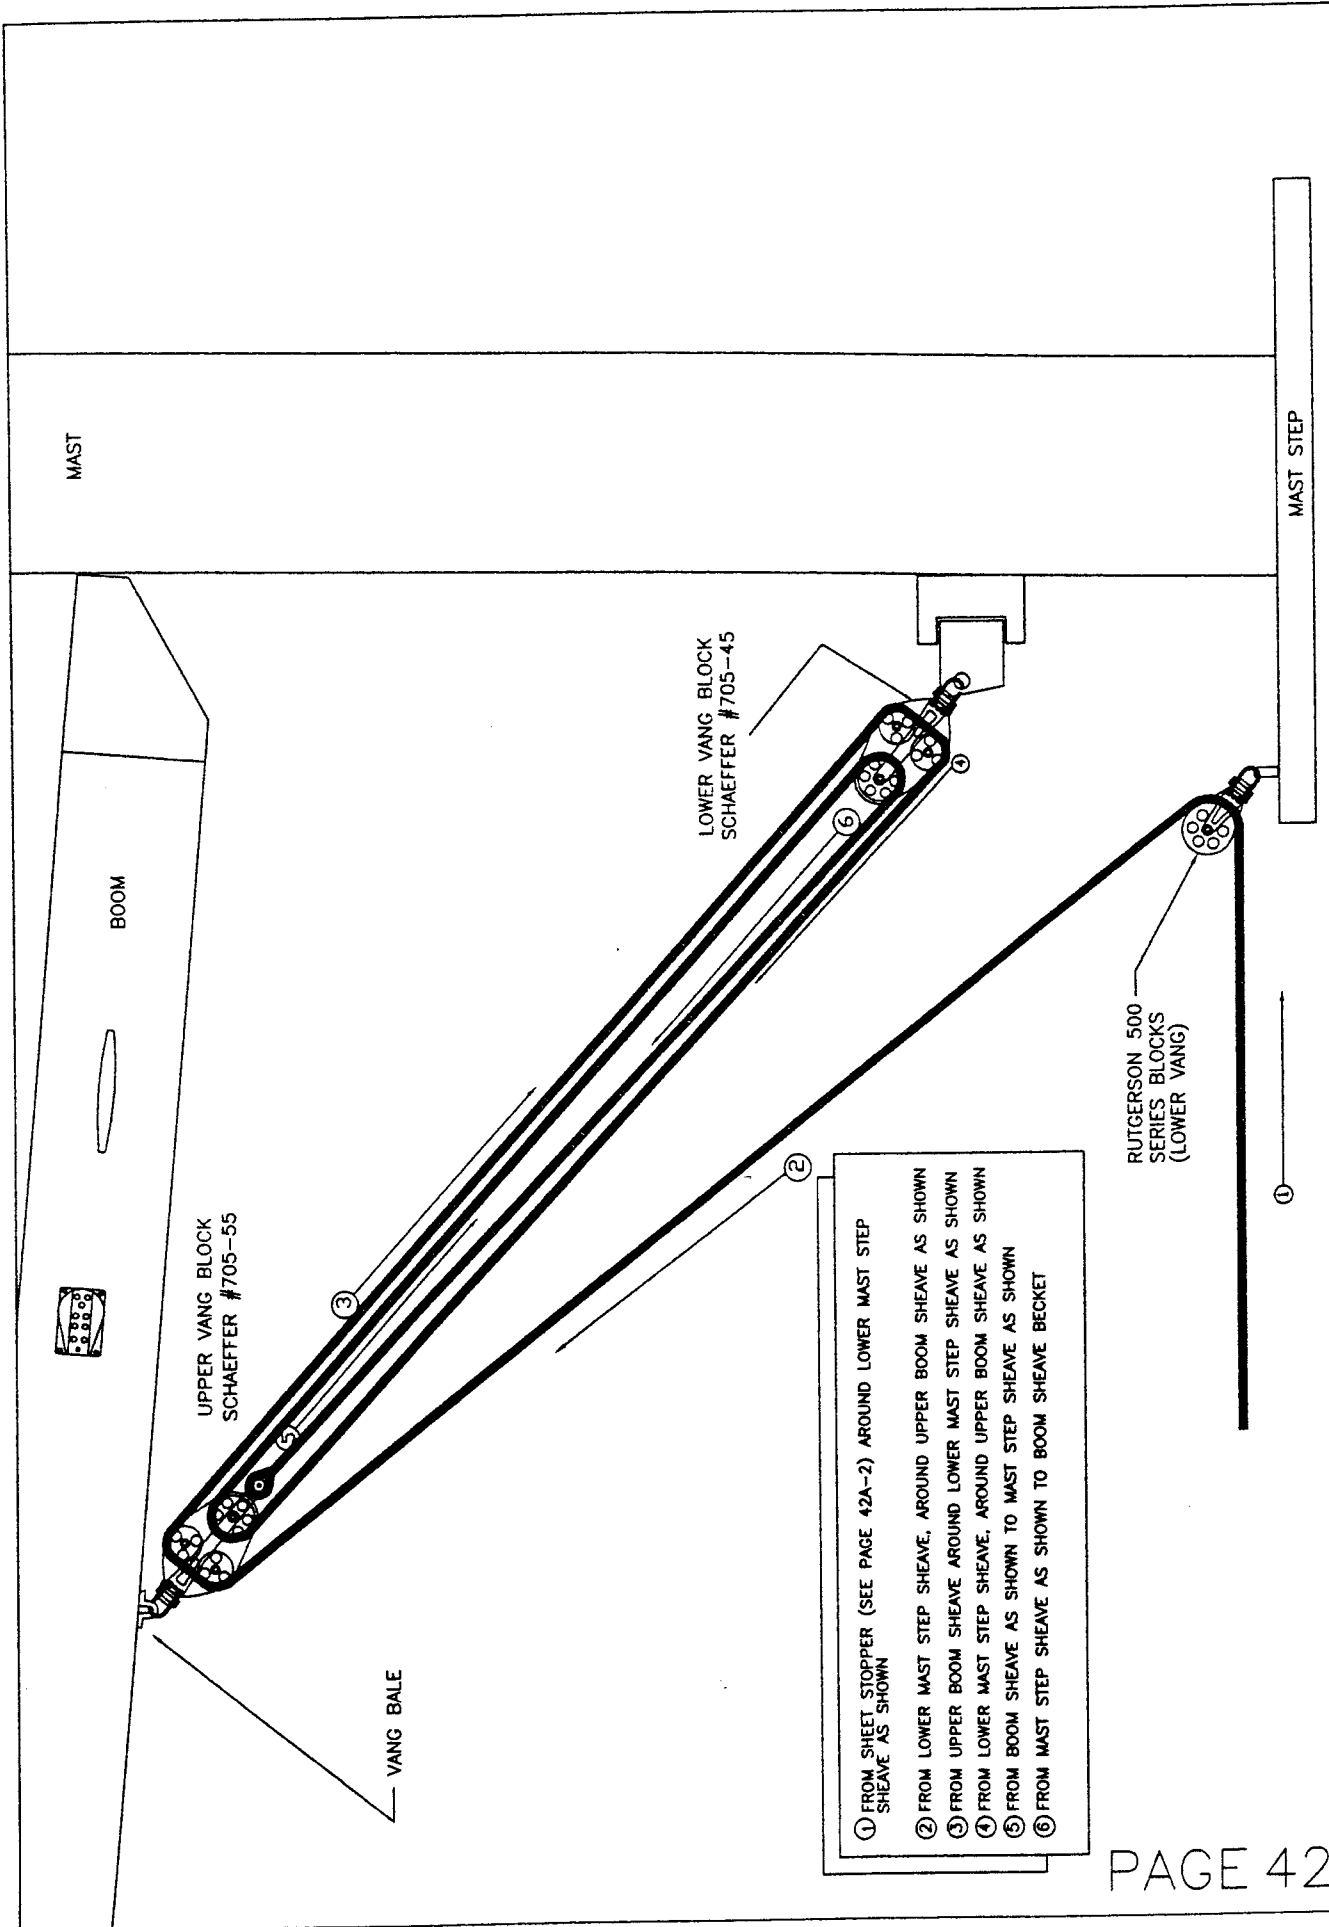 MAST
BOOM
UPPER VANG BLOCK
SCHAEFFER #705-55
LOWER VANG BLOCK
SCHAEFFER #705-45
VANG BALE
MAST STEP
RUTGERSON 500
SERIES BLOCKS
(LOWER VANG)
1
2
3
4
5
6
① FROM SHEET STOPPER (SEE PAGE 42A-2) AROUND LOWER MAST STEP
SHEAVE AS SHOWN
② FROM LOWER MAST STEP SHEAVE, AROUND UPPER BOOM SHEAVE AS SHOWN
③ FROM UPPER BOOM SHEAVE AROUND LOWER MAST STEP SHEAVE AS SHOWN
④ FROM LOWER MAST STEP SHEAVE, AROUND UPPER BOOM SHEAVE AS SHOWN
⑤ FROM BOOM SHEAVE AS SHOWN TO MAST STEP SHEAVE AS SHOWN
⑥ FROM MAST STEP SHEAVE AS SHOWN TO BOOM SHEAVE BECKET
PAGE 42